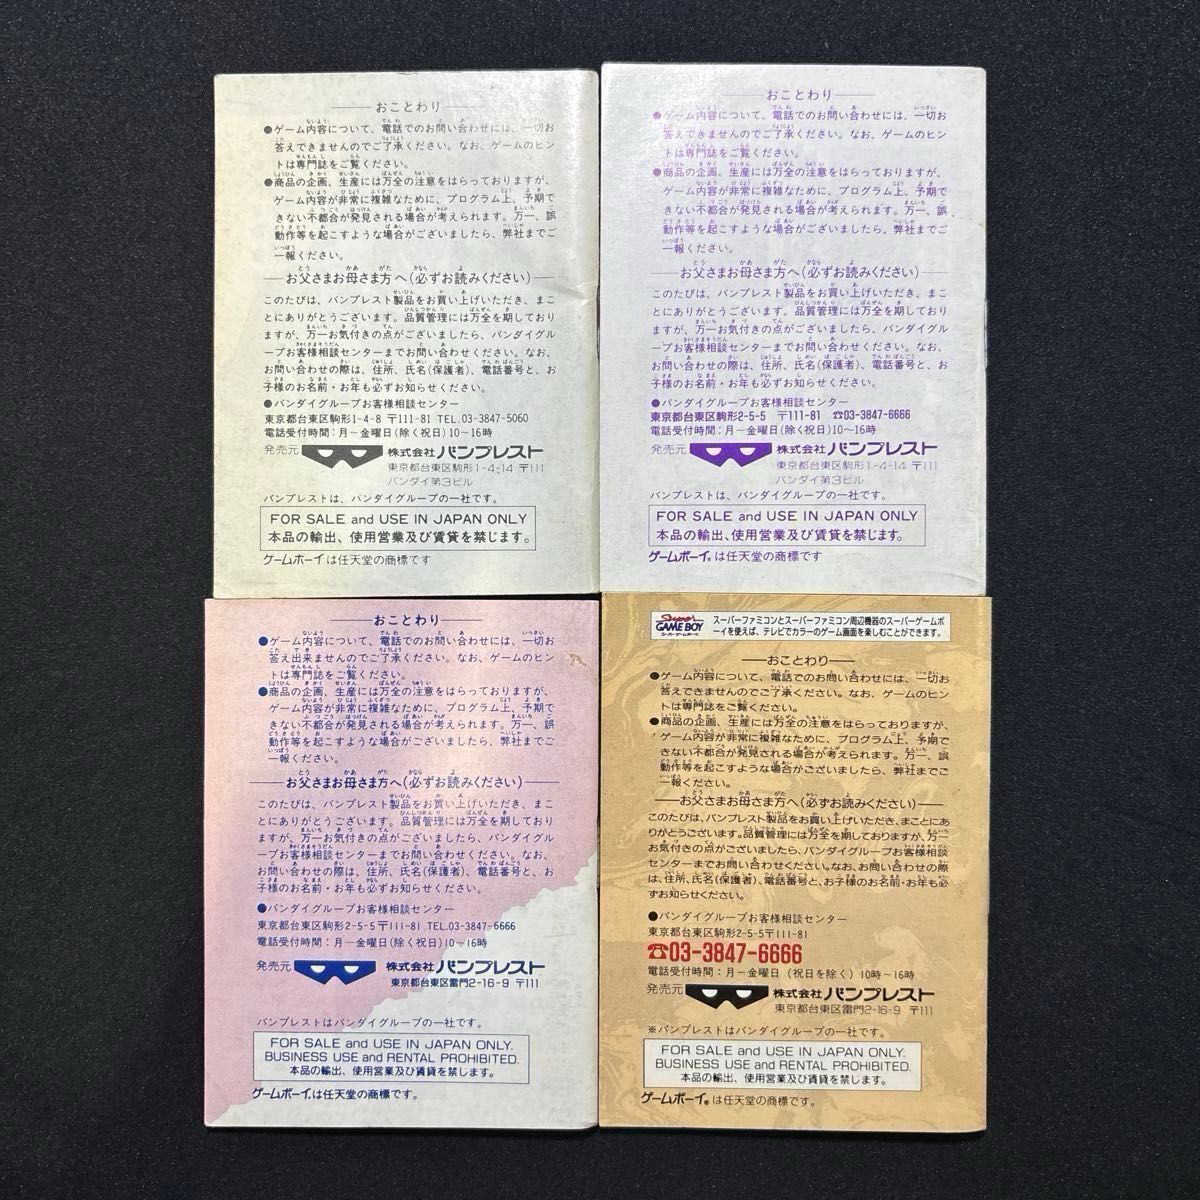 おことわり
●ゲーム内容について、電話でのお問い合わせには、一切お
答えできませんのでご了承ください。なお、ゲームのヒン
トは専門誌をご覧ください。
●商品の企画、生産には万全の注意をはらっておりますが、
ゲーム内容が非常に複雑なために、プログラム上、予期で
きない不都合が発見される場合が考えられます。万一、誤
動作等を起こすような場合がございましたら、弊社までご
一報ください。
お父さまお母さま方へ(必ずお読みください)
このたびは、バンプレスト製品をお買い上げいただき、まこ
とにありがとうございます。品質管理には万全を期しており
ますが、万一お気付きの点がございましたら、バンダイグル
ープお客様相談センターまでお問い合わせください。なお、
お問い合わせの際は、住所、氏名(保護者)、電話番号と、お
子様のお名前・お年も必ずお知らせください。
●バンダイグループお客様相談センター
東京都台東区駒形1-4-8 〒111-81 TEL.03-3847-5060
電話受付時間：月〜金曜日(除く祝日)10〜16時
発売元 株式会社バンプレスト
東京都台東区駒形1-4-14 〒111
バンダイ第3ビル
バンプレストは、バンダイグループの一社です。
FOR SALE and USE IN JAPAN ONLY
本品の輸出、使用営業及び賃貸を禁じます。
ゲームボーイは任天堂の商標です
おことわり
●ゲーム内容について、電話でのお問い合わせには、一切お
答えできませんのでご了承ください。なお、ゲームのヒン
トは専門誌をご覧ください。
●商品の企画、生産には万全の注意をはらっておりますが、
ゲーム内容が非常に複雑なために、プログラム上、予期で
きない不都合が発見される場合が考えられます。万一、誤
動作等を起こすような場合がございましたら、弊社までご
一報ください。
お父さまお母さま方へ(必ずお読みください)
このたびは、バンプレスト製品をお買い上げいただき、まこ
とにありがとうございます。品質管理には万全を期しており
ますが、万一お気付きの点がございましたら、バンダイグル
ープお客様相談センターまでお問い合わせください。なお、
お問い合わせの際は、住所、氏名(保護者)、電話番号と、お
子様のお名前・お年も必ずお知らせください。
●バンダイグループお客様相談センター
東京都台東区駒形2-5-5 〒111-81 ☎03-3847-6666
電話受付時間：月〜金曜日(除く祝日)10〜16時
発売元 株式会社バンプレスト
東京都台東区駒形1-4-14 〒111
バンダイ第3ビル
バンプレストは、バンダイグループの一社です。
FOR SALE and USE IN JAPAN ONLY
本品の輸出、使用営業及び賃貸を禁じます。
ゲームボーイ®は任天堂の商標です
おことわり
●ゲーム内容について、電話でのお問い合わせには、一切お
答え出来ませんのでご了承ください。なお、ゲームのヒン
トは専門誌をご覧ください。
●商品の企画、生産には万全の注意をはらっておりますが、
ゲーム内容が非常に複雑なために、プログラム上、予期で
きない不都合が発見される場合が考えられます。万一、誤
動作等を起こすような場合がございましたら、弊社までご
一報ください。
お父さまお母さま方へ(必ずお読みください)
このたびは、バンプレスト製品をお買い上げいただき、まこ
とにありがとうございます。品質管理には万全を期しており
ますが、万一お気付きの点がございましたら、バンダイグル
ープお客様相談センターまでお問い合わせください。なお、
お問い合わせの際は、住所、氏名(保護者)、電話番号と、お
子様のお名前・お年も必ずお知らせください。
●バンダイグループお客様相談センター
東京都台東区駒形2-5-5〒111-81 TEL.03-3847-6666
電話受付時間：月〜金曜日(除く祝日)10〜16時
発売元 株式会社バンプレスト
東京都台東区雷門2-16-9 〒111
バンプレストはバンダイグループの一社です。
FOR SALE and USE IN JAPAN ONLY.
BUSINESS USE and RENTAL PROHIBITED.
本品の輸出、使用営業及び賃貸を禁じます。
ゲームボーイは任天堂の商標です。
Super GAME BOY スーパーゲームボーイ
スーパーファミコンとスーパーファミコン周辺機器のスーパーゲームボ
ーイを使えば、テレビでカラーのゲーム画面を楽しむことができます。
おことわり
●ゲーム内容について、電話でのお問い合わせには、一切お
答えできませんのでご了承ください。なお、ゲームのヒン
トは専門誌をご覧ください。
●商品の企画、生産には万全の注意をはらっておりますが、
ゲーム内容が非常に複雑なために、プログラム上、予期で
きない不都合が発見される場合が考えられます。万一、誤
動作等を起こすような場合がございましたら、弊社までご
一報ください。
お父さまお母さま方へ(必ずお読みください)
このたびは、バンプレスト製品をお買い上げいただき、まことにあ
りがとうございます。品質管理には万全を期しておりますが、万一
お気付きの点がございましたら、バンダイグループお客様相談
センターまでお問い合わせください。なお、お問い合わせの際
は、住所、氏名(保護者)、電話番号と、お子様のお名前・お年も必
ずお知らせください。
●バンダイグループお客様相談センター
東京都台東区駒形2-5-5〒111-81
☎03-3847-6666
電話受付時間：月〜金曜日(祝日を除く)10時〜16時
発売元 株式会社バンプレスト
東京都台東区雷門2-16-9 〒111
※バンプレストはバンダイグループの一社です。
FOR SALE and USE IN JAPAN ONLY.
BUSINESS USE and RENTAL PROHIBITED.
本品の輸出、使用営業及び賃貸を禁じます。
ゲームボーイ®は任天堂の商標です。